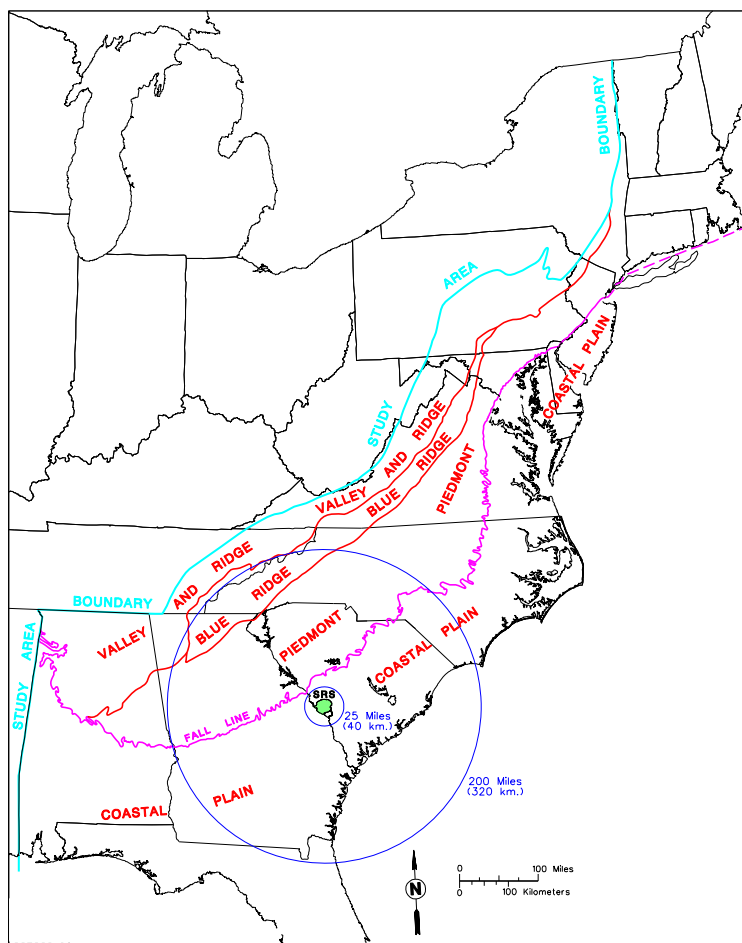 BOUNDARY
AREA
STUDY
COASTAL PLAIN
VALLEY AND RIDGE
BLUE RIDGE
PIEDMONT
AND RIDGE
BLUE RIDGE
BOUNDARY
VALLEY
STUDY AREA
PIEDMONT
COASTAL PLAIN
SRS
25 Miles
(40 km.)
FALL LINE
200 Miles
(320 km.)
COASTAL PLAIN
N
0 100 Miles
0 100 Kilometers